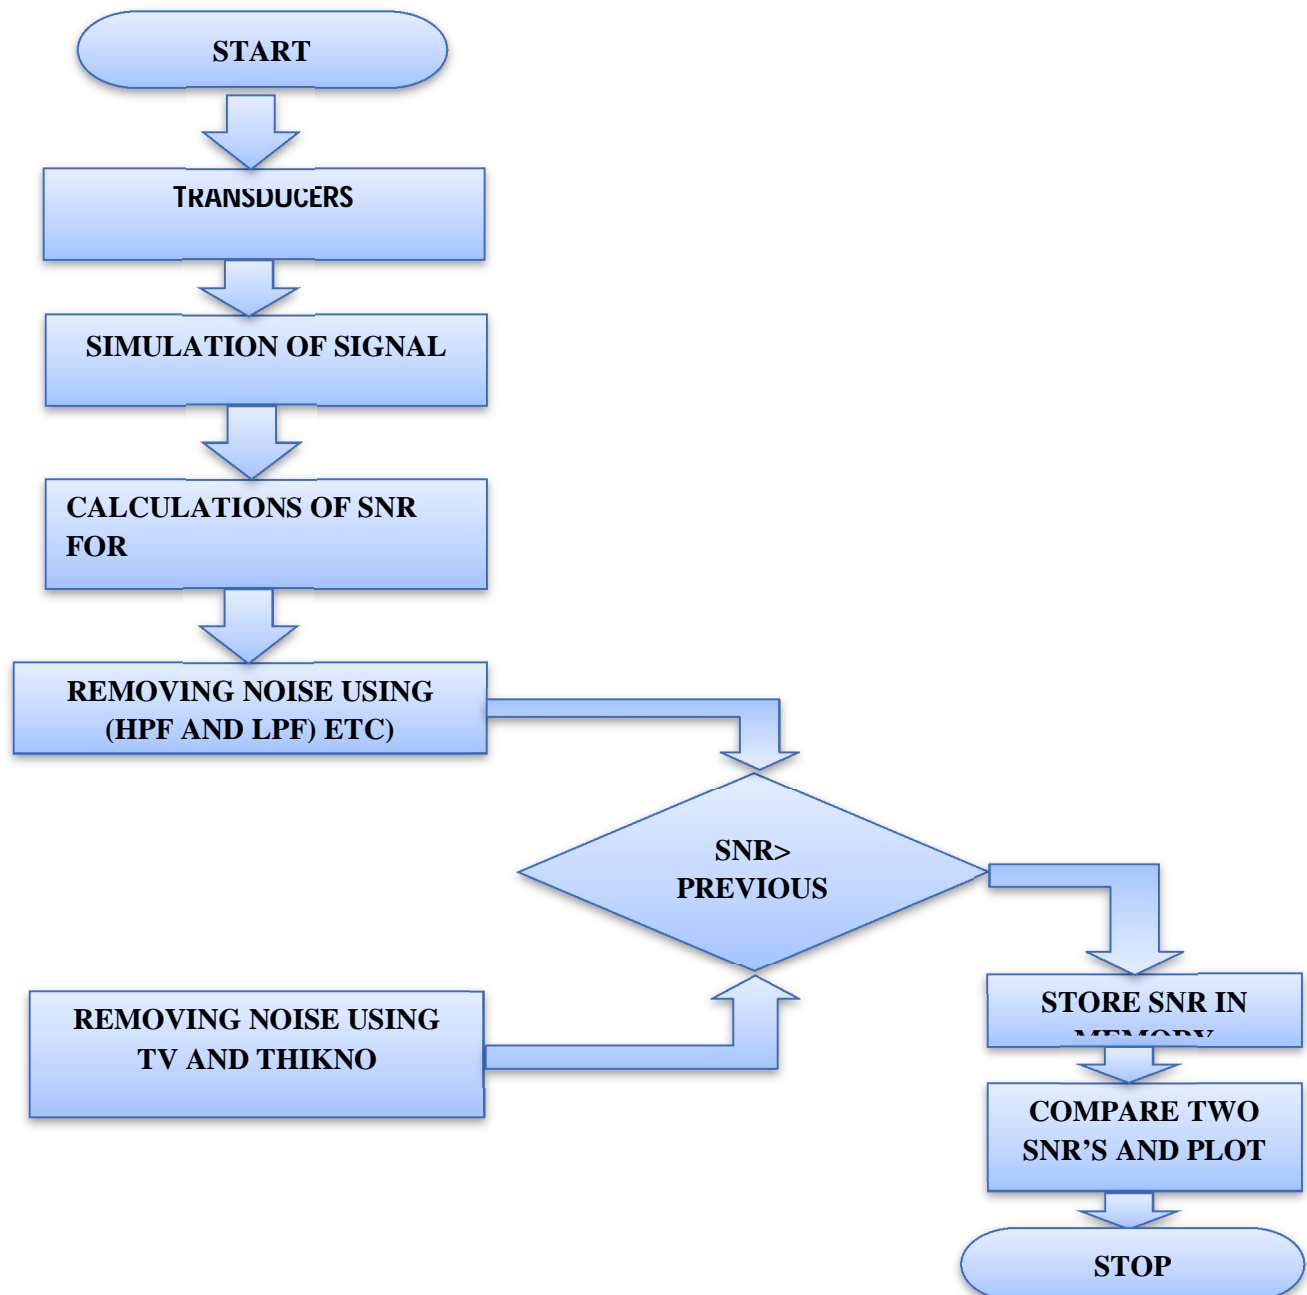 START
TRANSDUCERS
SIMULATION OF SIGNAL
CALCULATIONS OF SNR
FOR
REMOVING NOISE USING
(HPF AND LPF) ETC)
SNR>
PREVIOUS
REMOVING NOISE USING
TV AND THIKNO
STORE SNR IN
MEMORY
COMPARE TWO
SNR’S AND PLOT
STOP